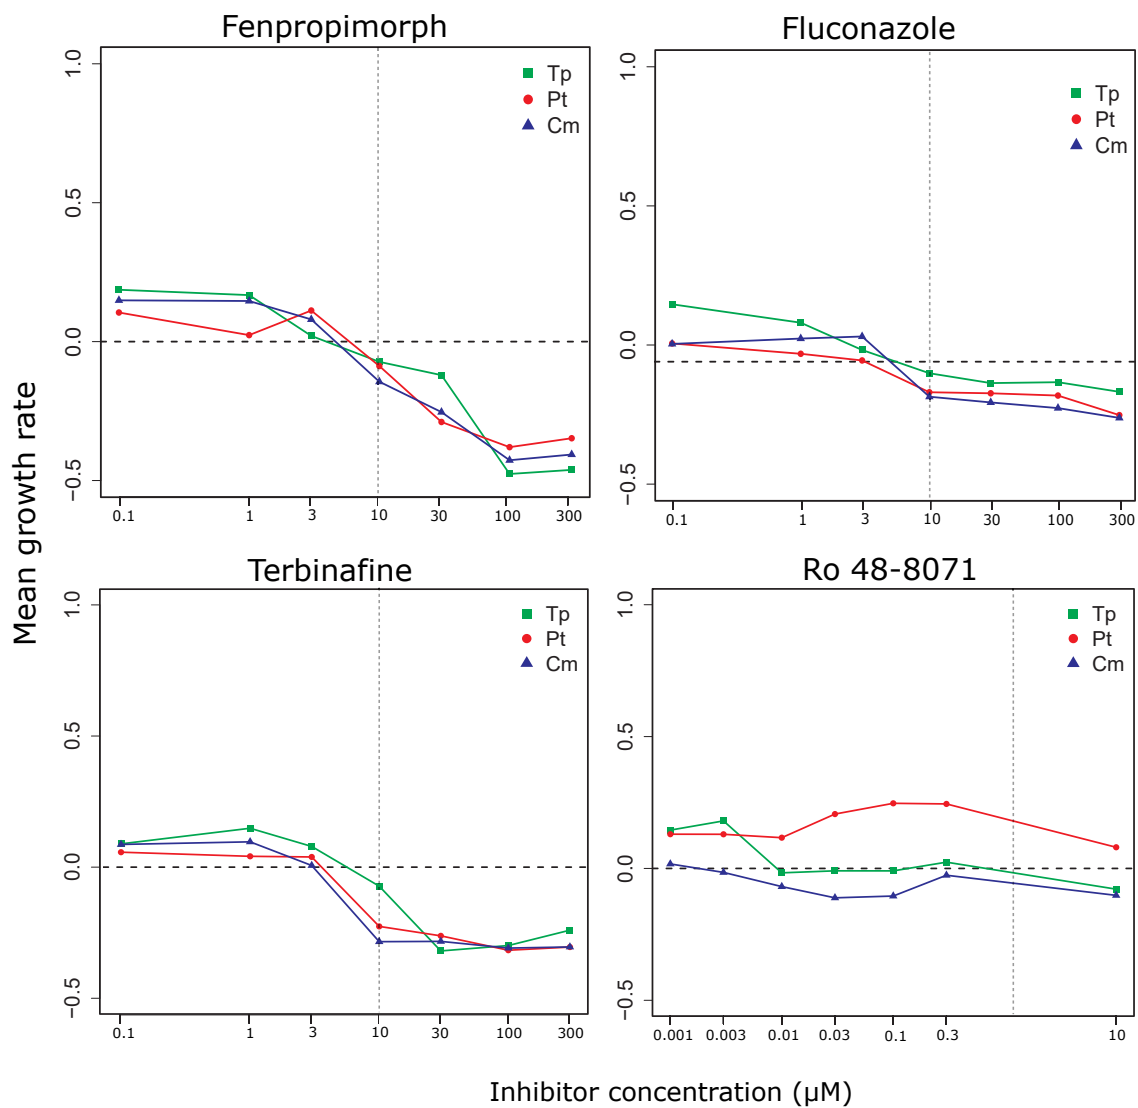 Fenpropimorph
1.0
0.5
0.0
−0.5
Tp
Pt
Cm
0.1 1 3 10 30 100 300
Fluconazole
1.0
0.5
0.0
−0.5
Tp
Pt
Cm
0.1 1 3 10 30 100 300
Mean growth rate
Terbinafine
1.0
0.5
0.0
−0.5
Tp
Pt
Cm
0.1 1 3 10 30 100 300
Ro 48-8071
1.0
0.5
0.0
−0.5
Tp
Pt
Cm
0.001 0.003 0.01 0.03 0.1 0.3 10
Inhibitor concentration (µM)